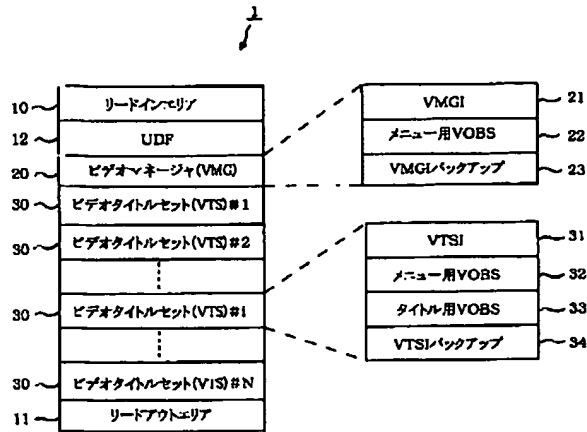 1
10 リードインエリア
12 UDF
20 ビデオマネージャ(VMG)
30 ビデオタイトルセット(VTS)#1
30 ビデオタイトルセット(VTS)#2
30 ビデオタイトルセット(VTS)#i
30 ビデオタイトルセット(VTS)#N
11 リードアウトエリア
VMGI 21
メニュー用VOBS 22
VMGIバックアップ 23
VTSI 31
メニュー用VOBS 32
タイトル用VOBS 33
VTSIバックアップ 34